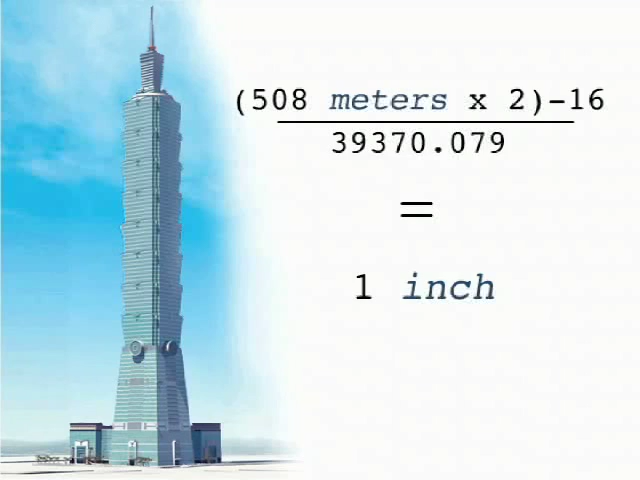 (508 meters x 2)-16
39370.079
=
1 inch